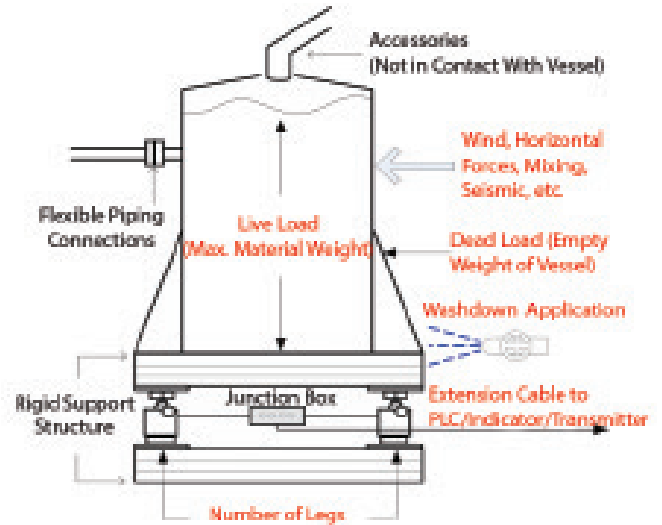 Accessories
(Not in Contact With Vessel)
Wind, Horizontal
Forces, Mixing,
Seismic, etc.
Flexible Piping
Connections
Live Load
(Max. Material Weight)
Dead Load (Empty
Weight of Vessel)
Washdown Application
Rigid Support
Structure
Junction Box
Extension Cable to
PLC/Indicator/Transmitter
Number of Legs